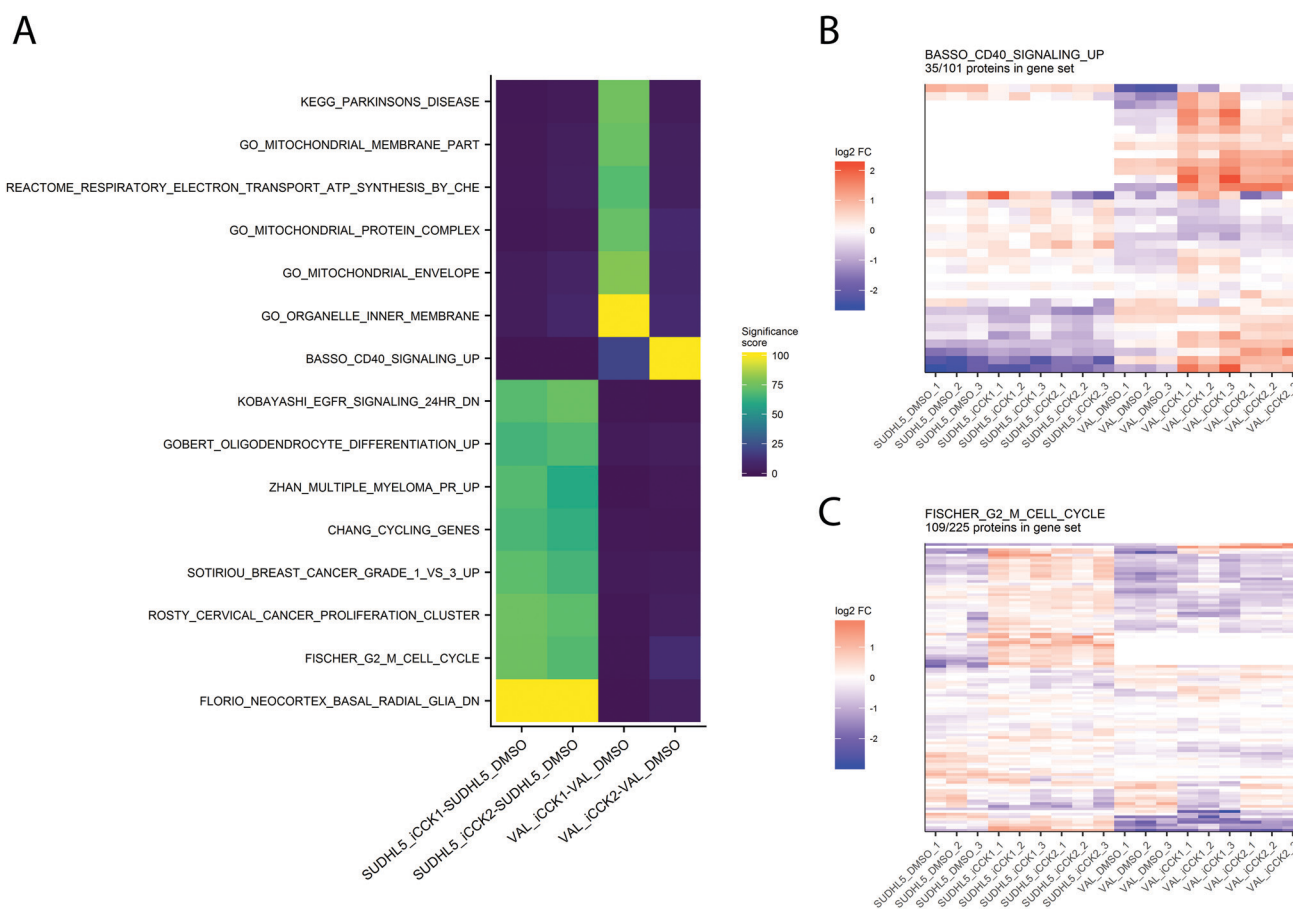 A
KEGG_PARKINSONS_DISEASE
GO_MITOCHONDRIAL_MEMBRANE_PART
REACTOME_RESPIRATORY_ELECTRON_TRANSPORT_ATP_SYNTHESIS_BY_CHE
GO_MITOCHONDRIAL_PROTEIN_COMPLEX
GO_MITOCHONDRIAL_ENVELOPE
GO_ORGANELLE_INNER_MEMBRANE
BASSO_CD40_SIGNALING_UP
KOBAYASHI_EGFR_SIGNALING_24HR_DN
GOBERT_OLIGODENDROCYTE_DIFFERENTIATION_UP
ZHAN_MULTIPLE_MYELOMA_PR_UP
CHANG_CYCLING_GENES
SOTIRIOU_BREAST_CANCER_GRADE_1_VS_3_UP
ROSTY_CERVICAL_CANCER_PROLIFERATION_CLUSTER
FISCHER_G2_M_CELL_CYCLE
FLORIO_NEOCORTEX_BASAL_RADIAL_GLIA_DN
SUDHL5_iCCK1-SUDHL5_DMSO
SUDHL5_iCCK2-SUDHL5_DMSO
VAL_iCCK1-VAL_DMSO
VAL_iCCK2-VAL_DMSO
Significance
score
100
75
50
25
0
B
BASSO_CD40_SIGNALING_UP
35/101 proteins in gene set
log2 FC
2
1
0
-1
-2
SUDHL5_DMSO_1
SUDHL5_DMSO_2
SUDHL5_DMSO_3
SUDHL5_iCCK1_1
SUDHL5_iCCK1_2
SUDHL5_iCCK1_3
SUDHL5_iCCK2_1
SUDHL5_iCCK2_2
SUDHL5_iCCK2_3
VAL_DMSO_1
VAL_DMSO_2
VAL_DMSO_3
VAL_iCCK1_1
VAL_iCCK1_2
VAL_iCCK1_3
VAL_iCCK2_1
VAL_iCCK2_2
VAL_iCCK2_3
C
FISCHER_G2_M_CELL_CYCLE
109/225 proteins in gene set
log2 FC
1
0
-1
-2
SUDHL5_DMSO_1
SUDHL5_DMSO_2
SUDHL5_DMSO_3
SUDHL5_iCCK1_1
SUDHL5_iCCK1_2
SUDHL5_iCCK1_3
SUDHL5_iCCK2_1
SUDHL5_iCCK2_2
SUDHL5_iCCK2_3
VAL_DMSO_1
VAL_DMSO_2
VAL_DMSO_3
VAL_iCCK1_1
VAL_iCCK1_2
VAL_iCCK1_3
VAL_iCCK2_1
VAL_iCCK2_2
VAL_iCCK2_3